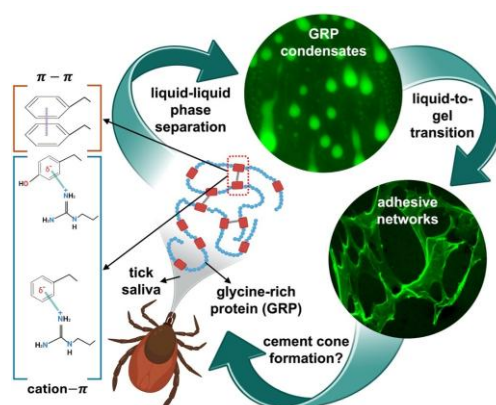 GRP
condensates
liquid-liquid
phase
separation
liquid-to-gel
transition
π – π
HO
δ⁻
+
NH₂
H₂N
N
H
adhesive
networks
tick
saliva
glycine-rich
protein (GRP)
δ⁻
+
NH₂
H₂N
N
H
cement cone
formation?
cation–π